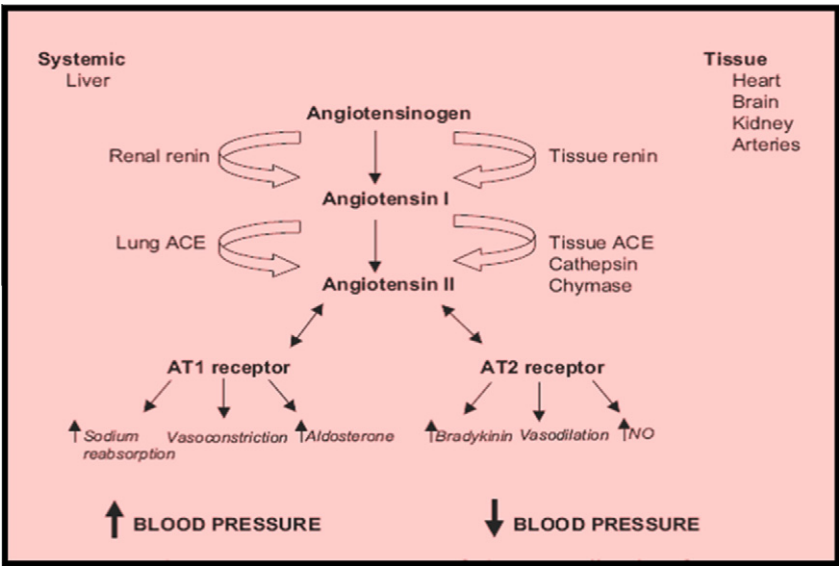 Systemic
Liver
Tissue
Heart
Brain
Kidney
Arteries
Angiotensinogen
Renal renin
Tissue renin
Angiotensin I
Lung ACE
Tissue ACE
Cathepsin
Chymase
Angiotensin II
AT1 receptor
AT2 receptor
Sodium
reabsorption
Vasoconstriction
Aldosterone
Bradykinin
Vasodilation
NO
BLOOD PRESSURE
BLOOD PRESSURE